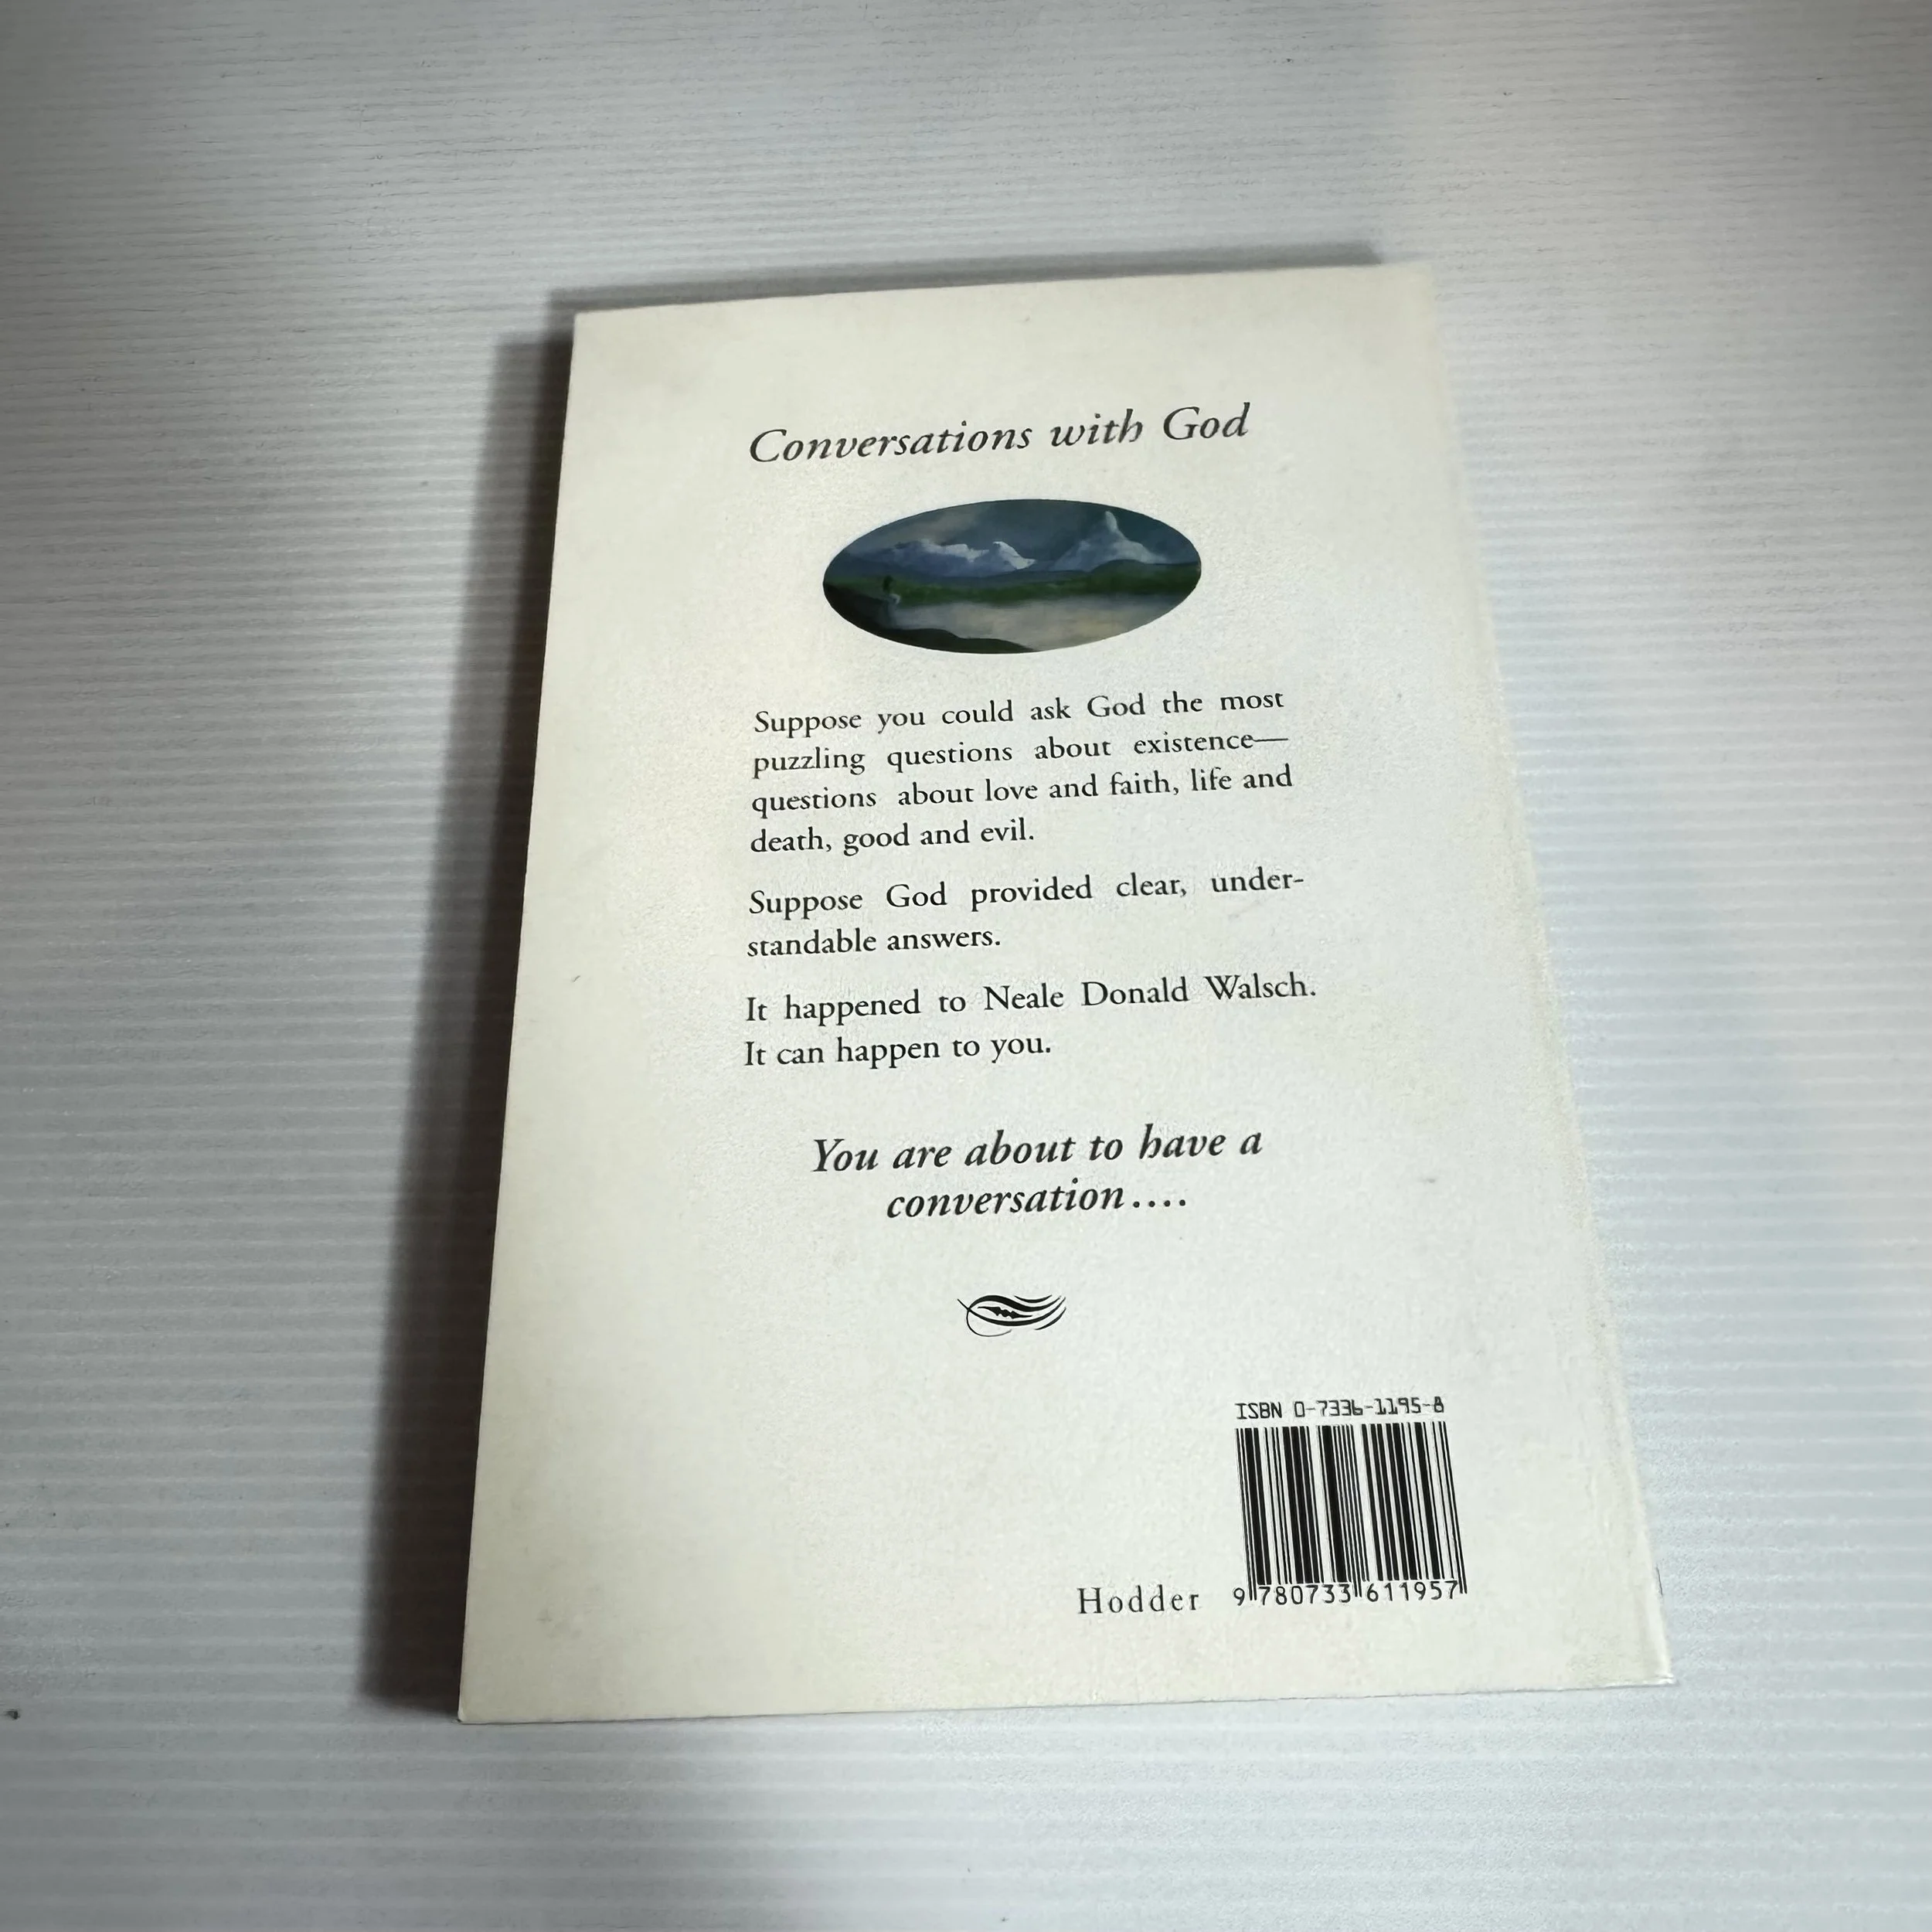 Conversations with God
Suppose you could ask God the most
puzzling questions about existence—
questions about love and faith, life and
death, good and evil.
Suppose God provided clear, under-
standable answers.
It happened to Neale Donald Walsch.
It can happen to you.
You are about to have a
conversation....
ISBN 0-7336-1195-8
Hodder
9 780733 611957